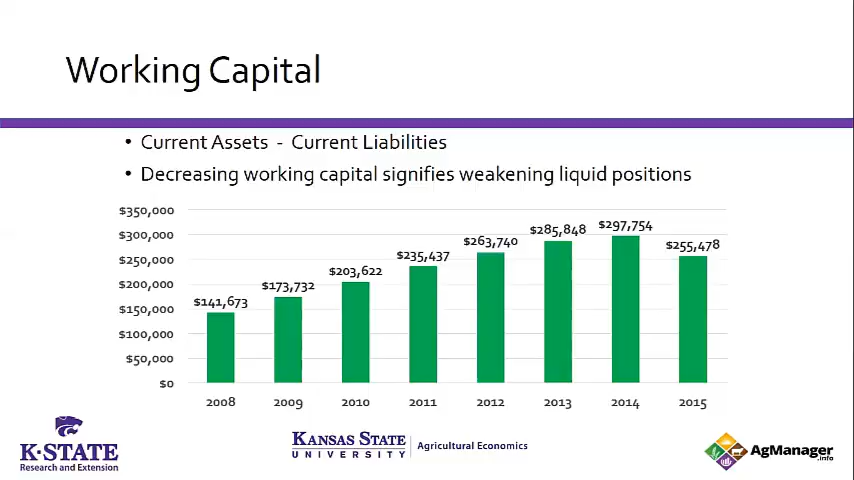 Working Capital
• Current Assets - Current Liabilities
• Decreasing working capital signifies weakening liquid positions
$350,000
$300,000
$250,000
$200,000
$150,000
$100,000
$50,000
$0
$141,673
$173,732
$203,622
$235,437
$263,740
$285,848
$297,754
$255,478
2008 2009 2010 2011 2012 2013 2014 2015
K-STATE
Research and Extension
KANSAS STATE
UNIVERSITY
Agricultural Economics
AgManager
.info